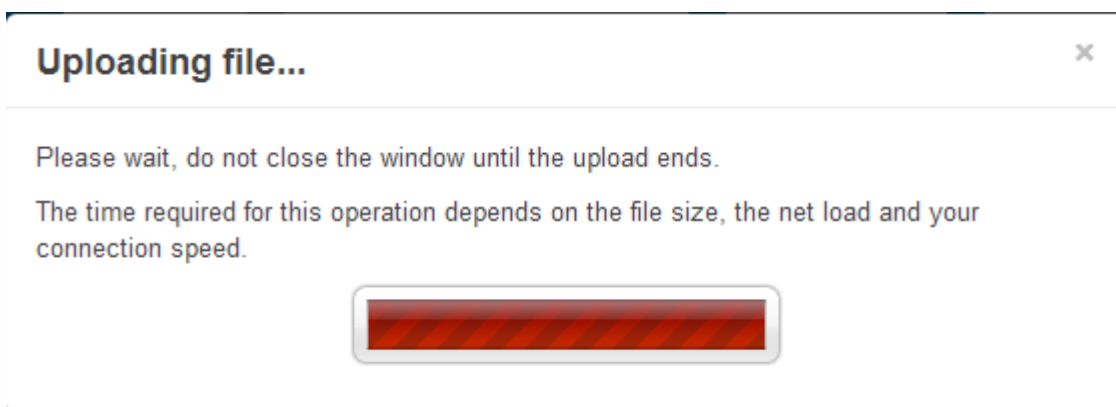 Uploading file...
×
Please wait, do not close the window until the upload ends.
The time required for this operation depends on the file size, the net load and your
connection speed.